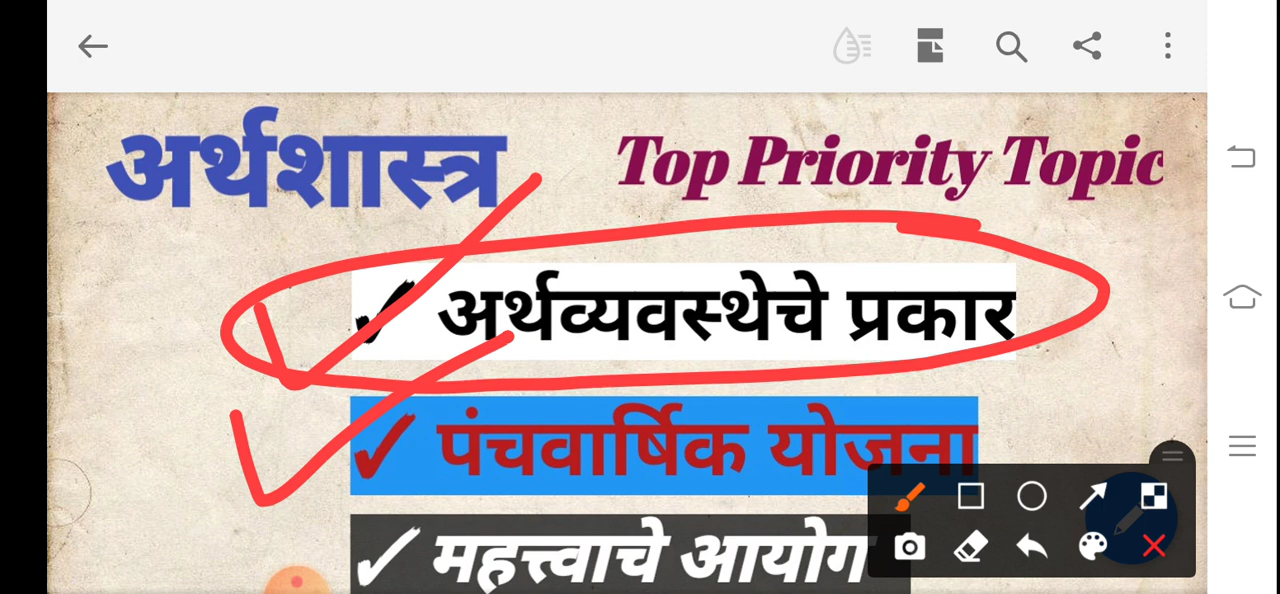 अर्थशास्त्र Top Priority Topic
✓ अर्थव्यवस्थेचे प्रकार
✓ पंचवार्षिक योजना
✓ महत्त्वाचे आयोग